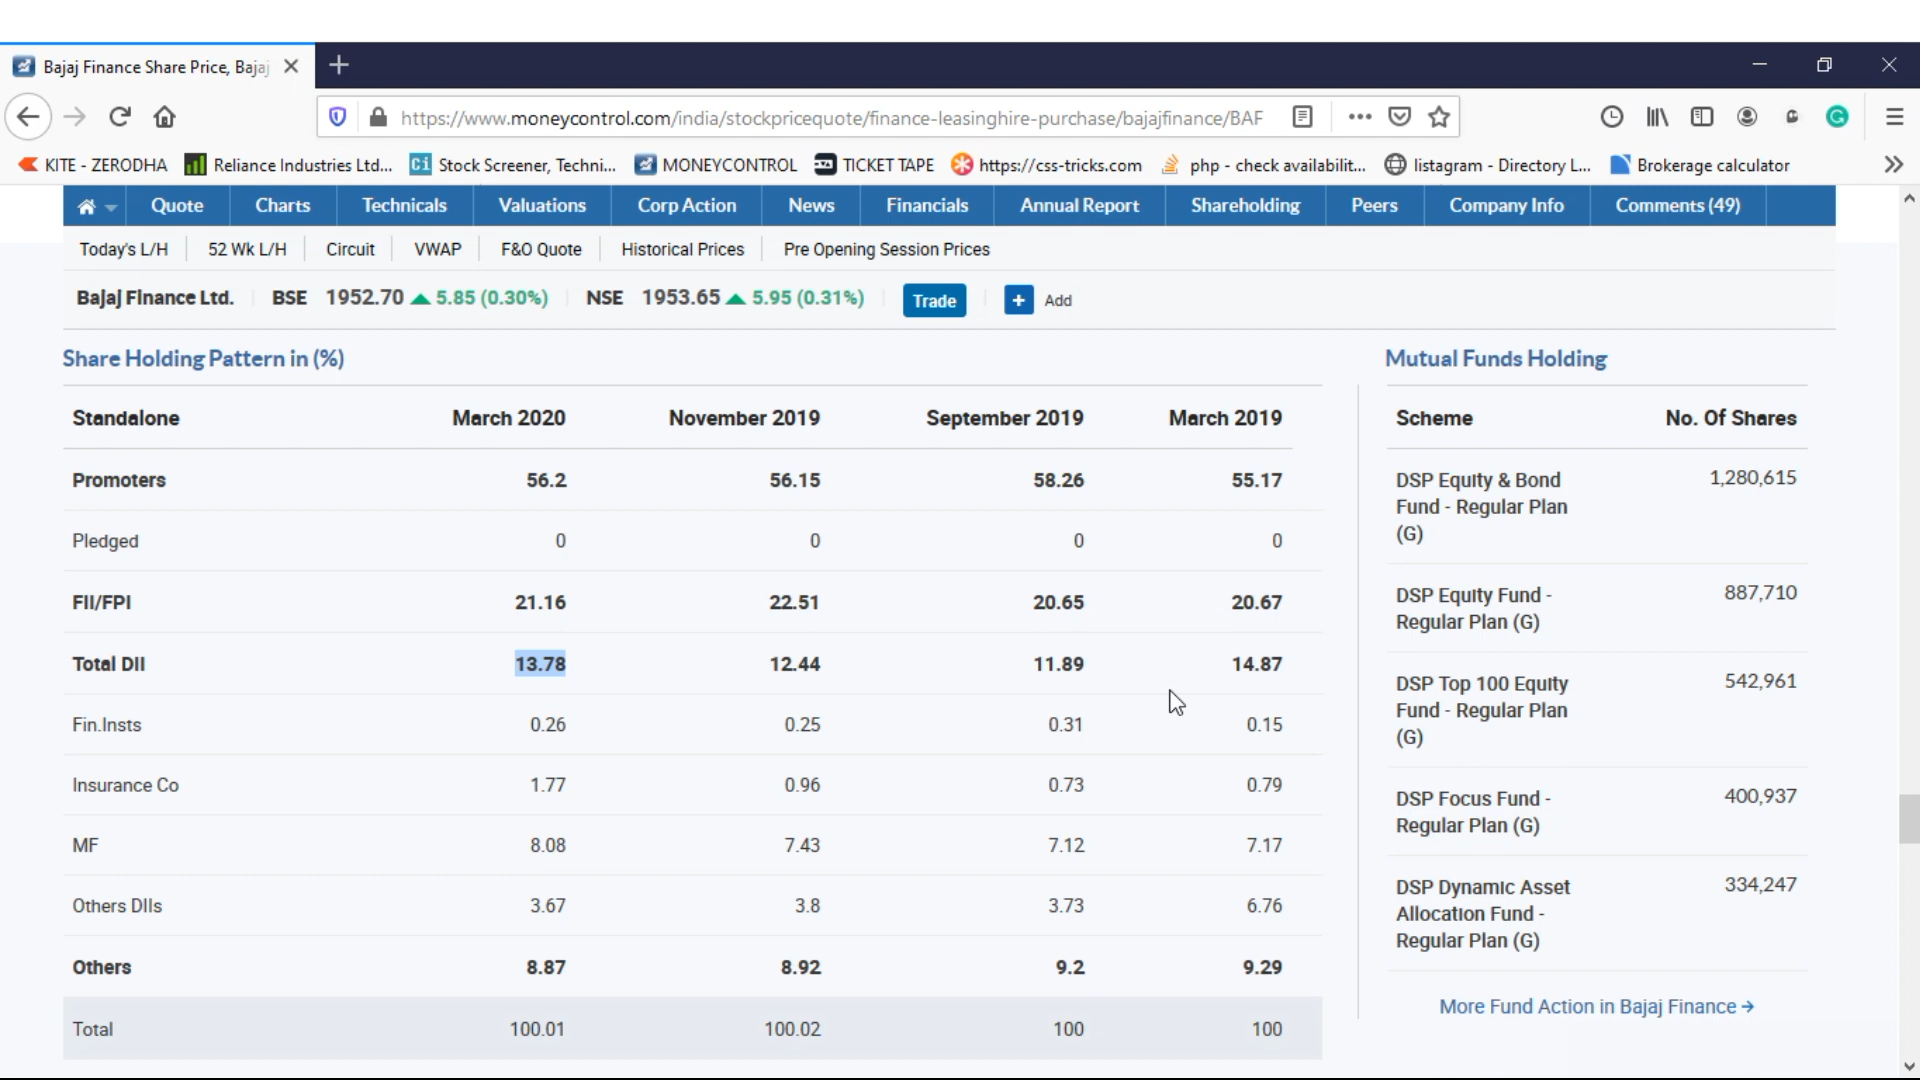 Bajaj Finance Share Price, Bajaj
https://www.moneycontrol.com/india/stockpricequote/finance-leasinghire-purchase/bajajfinance/BAF
KITE - ZERODHA Reliance Industries Ltd... Ci Stock Screener, Techni... MONEYCONTROL TICKET TAPE https://css-tricks.com php - check availabilit... listagram - Directory L... Brokerage calculator
Quote Charts Technicals Valuations Corp Action News Financials Annual Report Shareholding Peers Company Info Comments (49)
Today's L/H 52 Wk L/H Circuit VWAP F&O Quote Historical Prices Pre Opening Session Prices
Bajaj Finance Ltd. BSE 1952.70 5.85 (0.30%) NSE 1953.65 5.95 (0.31%) Trade + Add
Share Holding Pattern in (%)
Standalone March 2020 November 2019 September 2019 March 2019
Promoters 56.2 56.15 58.26 55.17
Pledged 0 0 0 0
FII/FPI 21.16 22.51 20.65 20.67
Total DII 13.78 12.44 11.89 14.87
Fin.Insts 0.26 0.25 0.31 0.15
Insurance Co 1.77 0.96 0.73 0.79
MF 8.08 7.43 7.12 7.17
Others DIIs 3.67 3.8 3.73 6.76
Others 8.87 8.92 9.2 9.29
Total 100.01 100.02 100 100
Mutual Funds Holding
Scheme No. Of Shares
DSP Equity & Bond 1,280,615
Fund - Regular Plan
(G)
DSP Equity Fund - 887,710
Regular Plan (G)
DSP Top 100 Equity 542,961
Fund - Regular Plan
(G)
DSP Focus Fund - 400,937
Regular Plan (G)
DSP Dynamic Asset 334,247
Allocation Fund -
Regular Plan (G)
More Fund Action in Bajaj Finance →